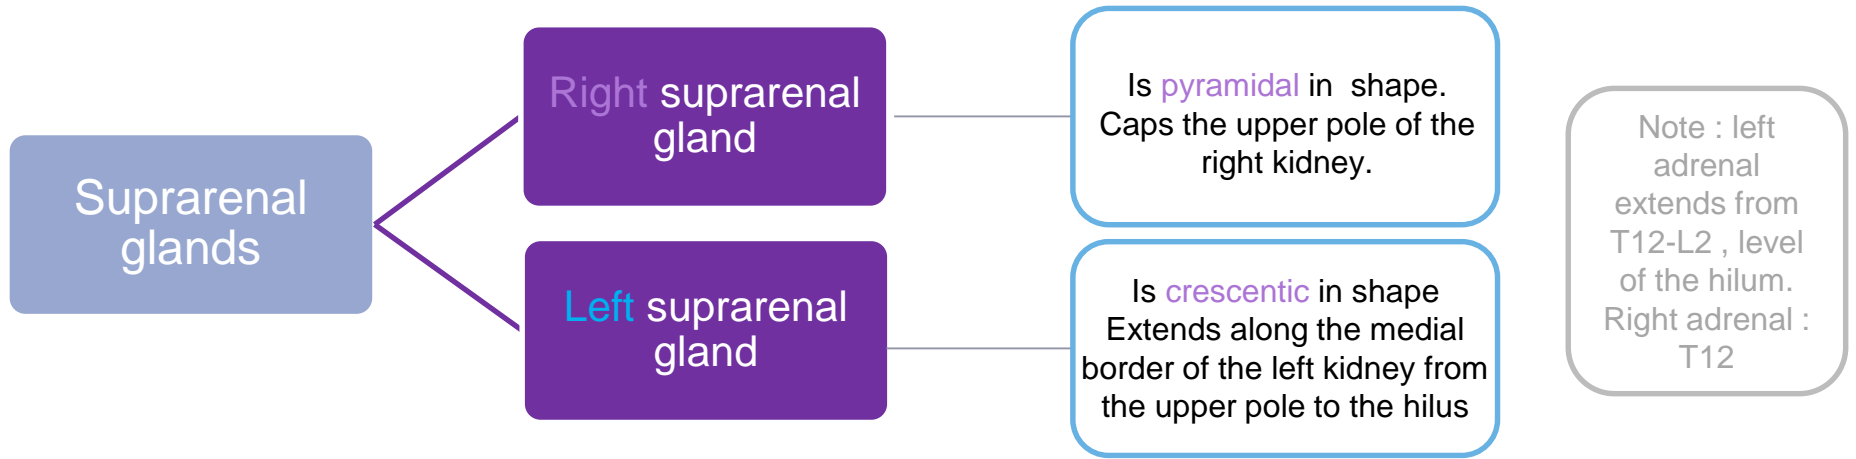 Suprarenal
glands
Right suprarenal
gland
Is pyramidal in  shape.
Caps the upper pole of the
right kidney.
Left suprarenal
gland
Is crescentic in shape
Extends along the medial
border of the left kidney from
the upper pole to the hilus
Note : left
adrenal
extends from
T12-L2 , level
of the hilum.
Right adrenal :
T12